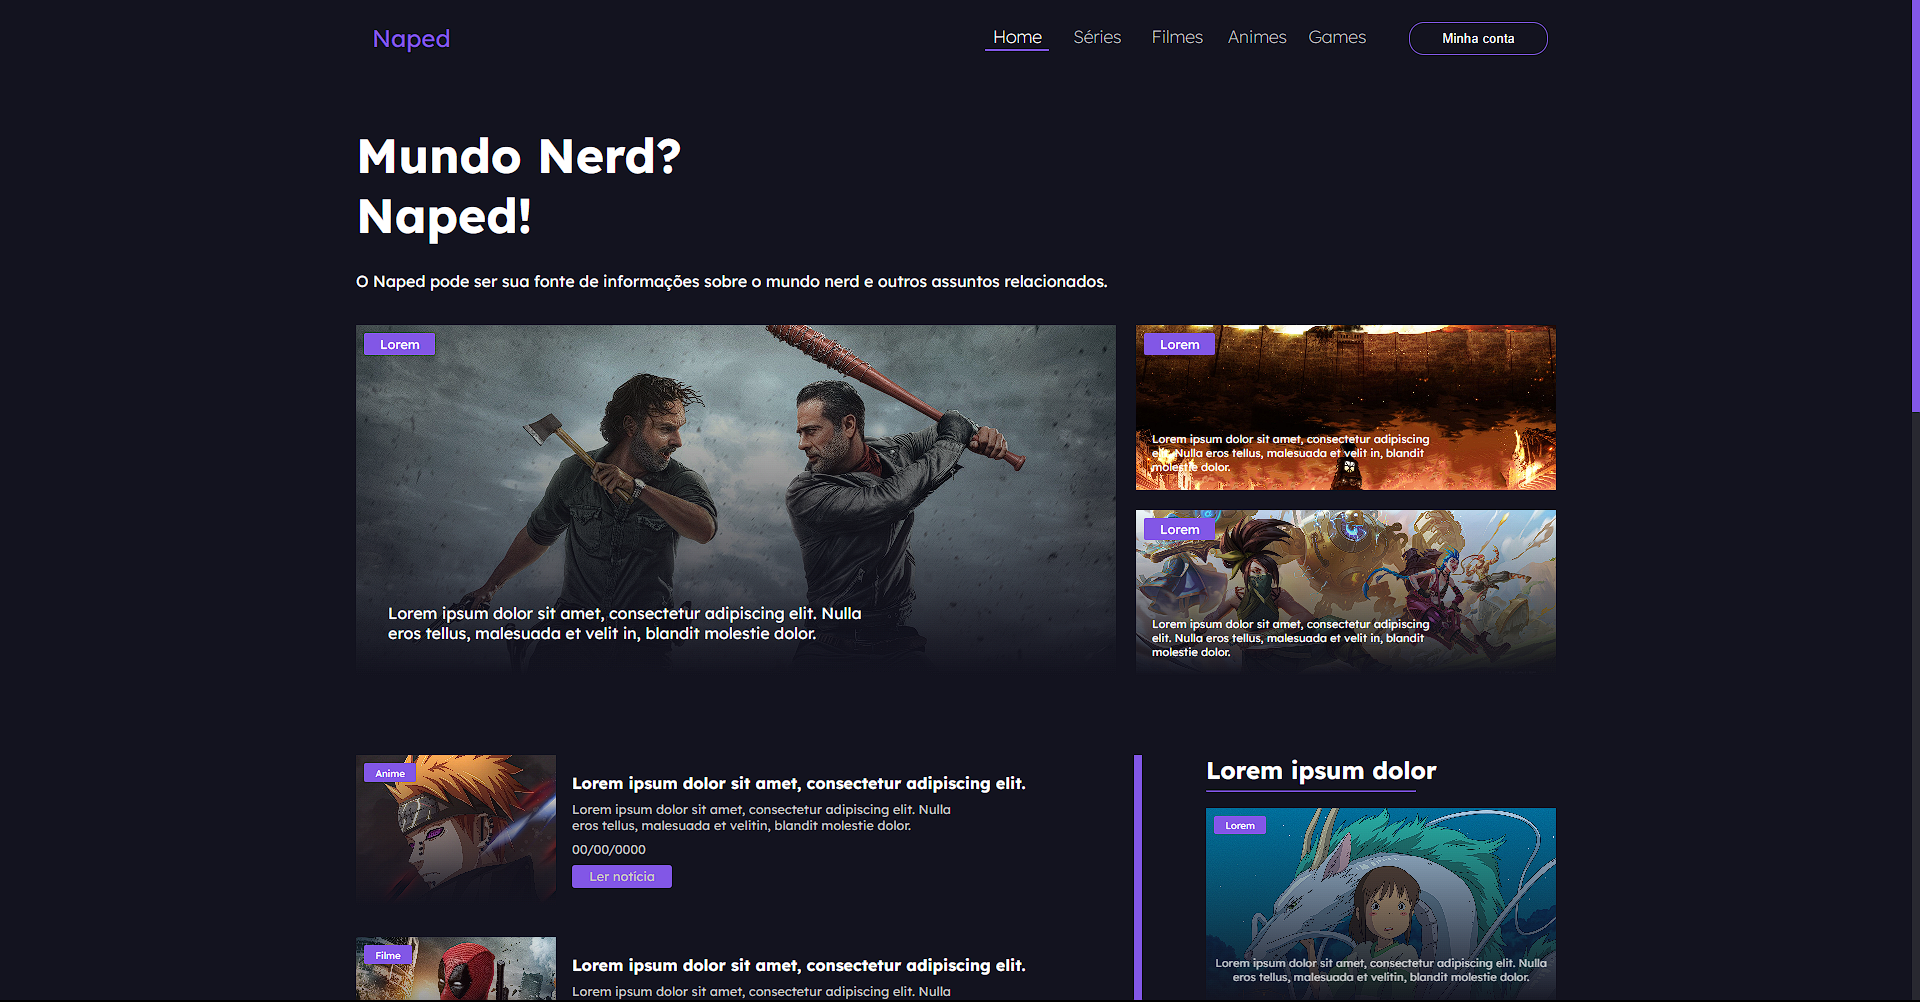 Naped
Home Séries Filmes Animes Games Minha conta
Mundo Nerd?
Naped!
O Naped pode ser sua fonte de informações sobre o mundo nerd e outros assuntos relacionados.
Lorem
Lorem ipsum dolor sit amet, consectetur adipiscing elit. Nulla
eros tellus, malesuada et velit in, blandit molestie dolor.
Lorem
Lorem ipsum dolor sit amet, consectetur adipiscing
elit. Nulla eros tellus, malesuada et velit in, blandit
molestie dolor.
Lorem
Lorem ipsum dolor sit amet, consectetur adipiscing
elit. Nulla eros tellus, malesuada et velit in, blandit
molestie dolor.
Anime
Lorem ipsum dolor sit amet, consectetur adipiscing elit.
Lorem ipsum dolor sit amet, consectetur adipiscing elit. Nulla
eros tellus, malesuada et velitin, blandit molestie dolor.
00/00/0000
Ler notícia
Filme
Lorem ipsum dolor sit amet, consectetur adipiscing elit.
Lorem ipsum dolor sit amet, consectetur adipiscing elit. Nulla
Lorem ipsum dolor
Lorem
Lorem ipsum dolor sit amet, consectetur adipiscing elit. Nulla
eros tellus, malesuada et velitin, blandit molestie dolor.